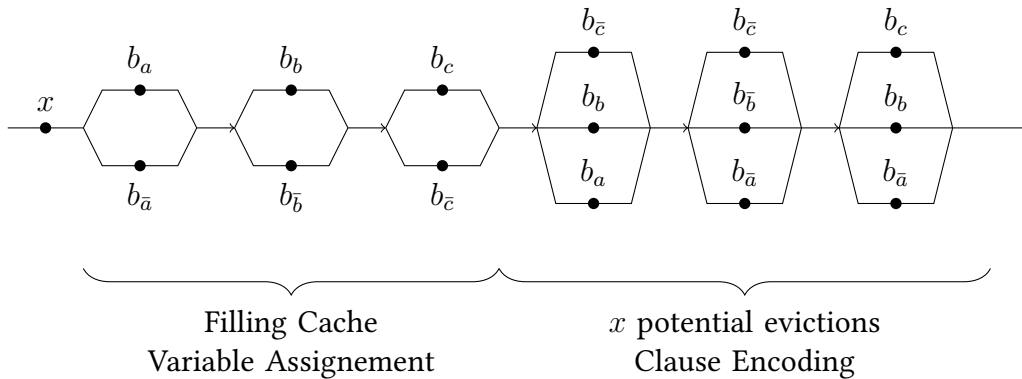 b_c̄ b_c̄ b_c
b_a b_b b_c
x b_b b_b̄ b_b
b_ā b_b̄ b_c̄ b_a b_ā b_ā
Filling Cache
Variable Assignement
x potential evictions
Clause Encoding